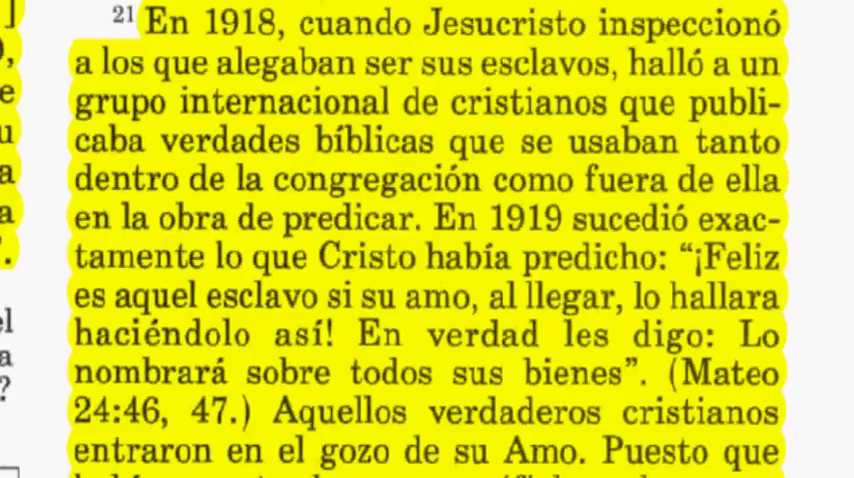 21 En 1918, cuando Jesucristo inspeccionó
a los que alegaban ser sus esclavos, halló a un
grupo internacional de cristianos que publi-
caba verdades bíblicas que se usaban tanto
dentro de la congregación como fuera de ella
en la obra de predicar. En 1919 sucedió exac-
tamente lo que Cristo había predicho: “¡Feliz
es aquel esclavo si su amo, al llegar, lo hallara
haciéndolo así! En verdad les digo: Lo
nombrará sobre todos sus bienes”. (Mateo
24:46, 47.) Aquellos verdaderos cristianos
entraron en el gozo de su Amo. Puesto que